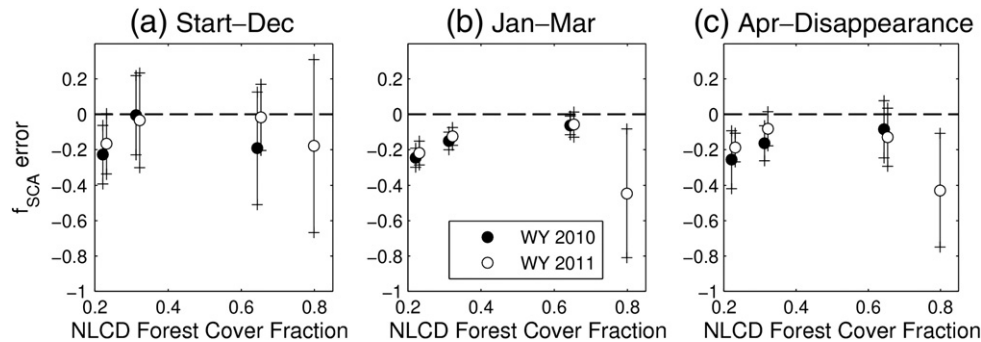 (a) Start–Dec
(b) Jan–Mar
(c) Apr–Disappearance
f_SCA error
0.2
0
−0.2
−0.4
−0.6
−0.8
−1
WY 2010
WY 2011
0.2 0.4 0.6 0.8
0.2 0.4 0.6 0.8
0.2 0.4 0.6 0.8
NLCD Forest Cover Fraction
NLCD Forest Cover Fraction
NLCD Forest Cover Fraction